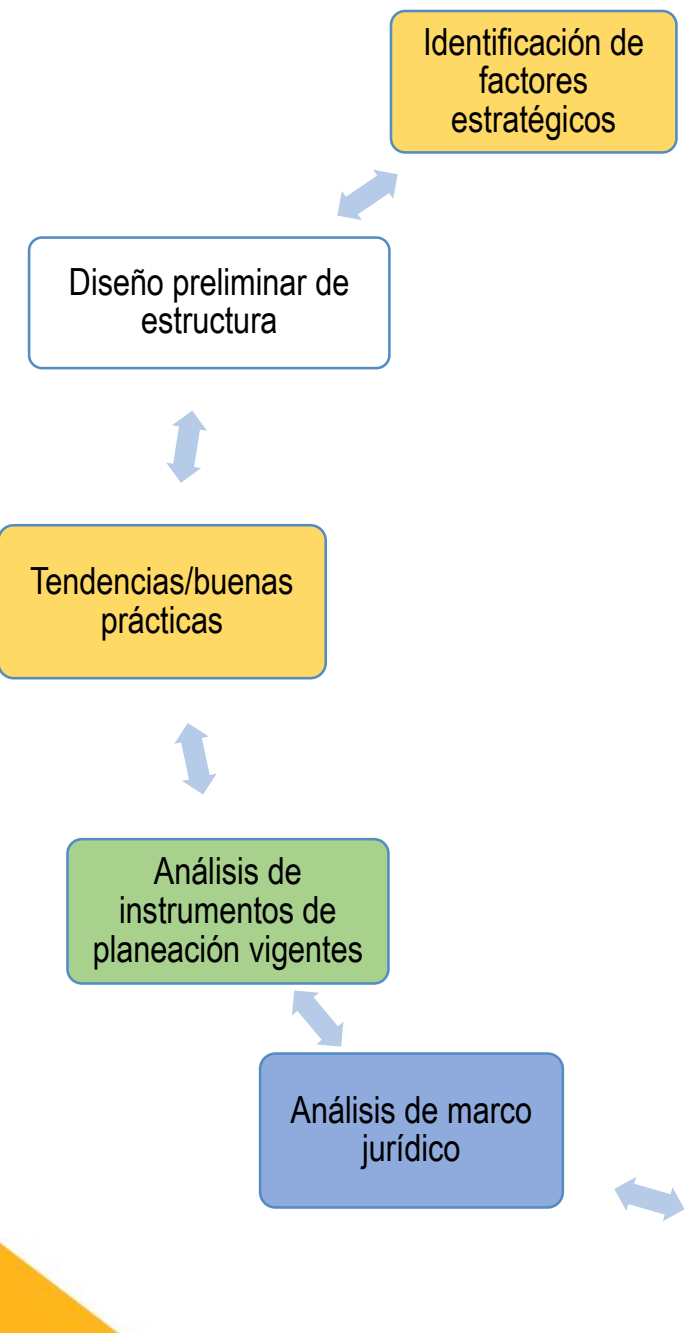 Identificación de
factores
estratégicos
Diseño preliminar de
estructura
Tendencias/buenas
prácticas
Análisis de
instrumentos de
planeación vigentes
Análisis de marco
jurídico